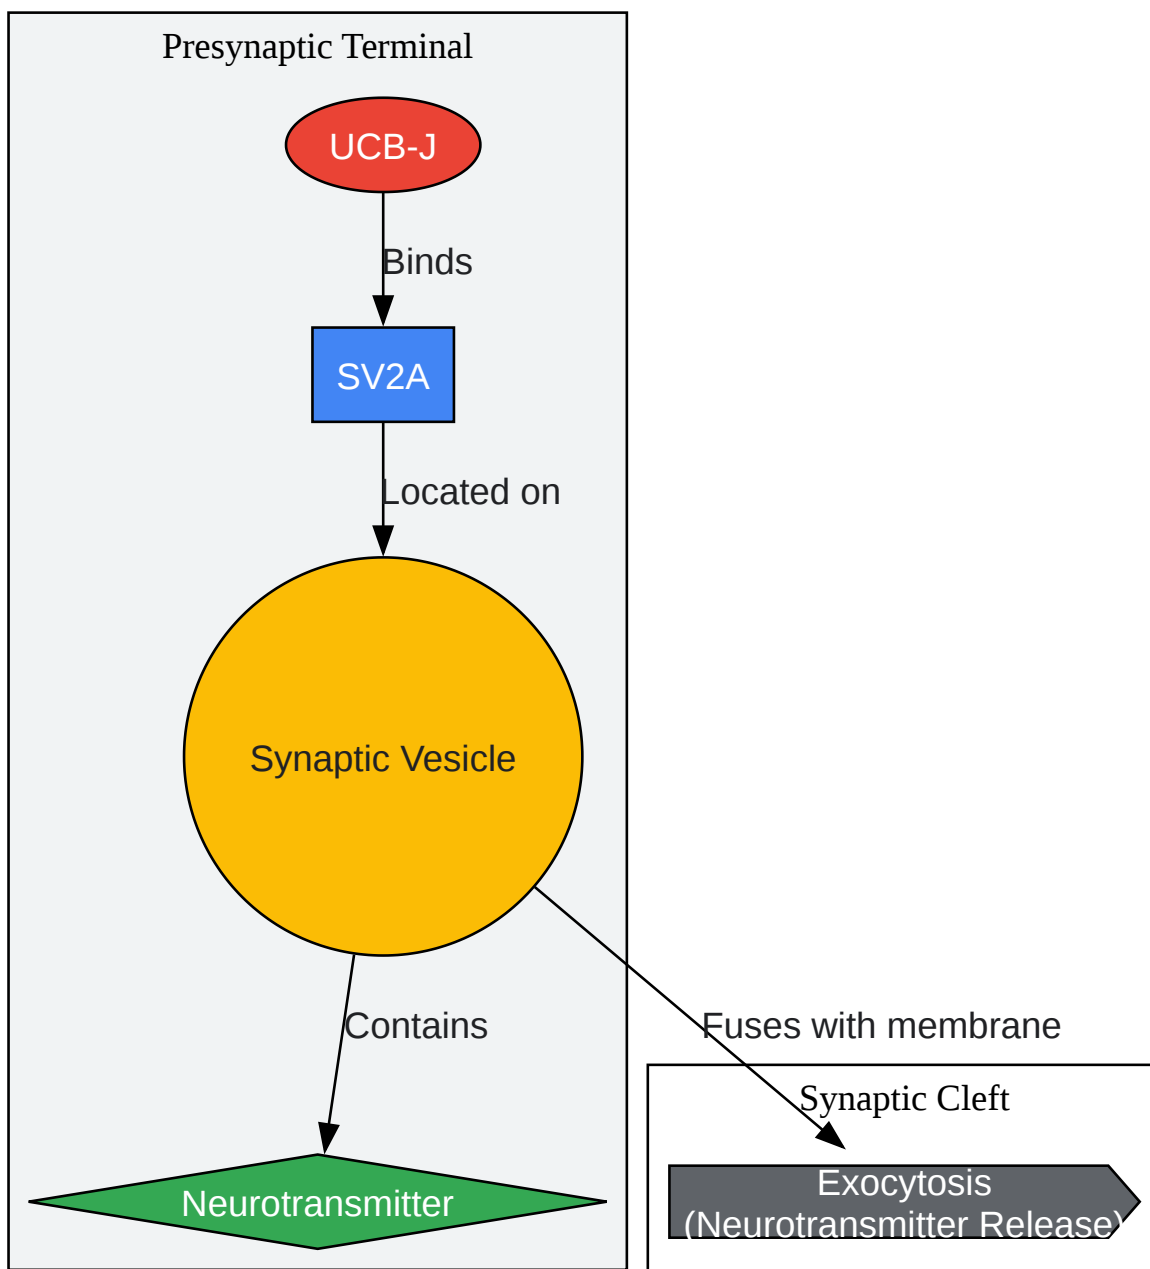 Presynaptic Terminal
UCB-J
Binds
SV2A
Located on
Synaptic Vesicle
Contains
Fuses with membrane
Synaptic Cleft
Neurotransmitter
Exocytosis
(Neurotransmitter Release)